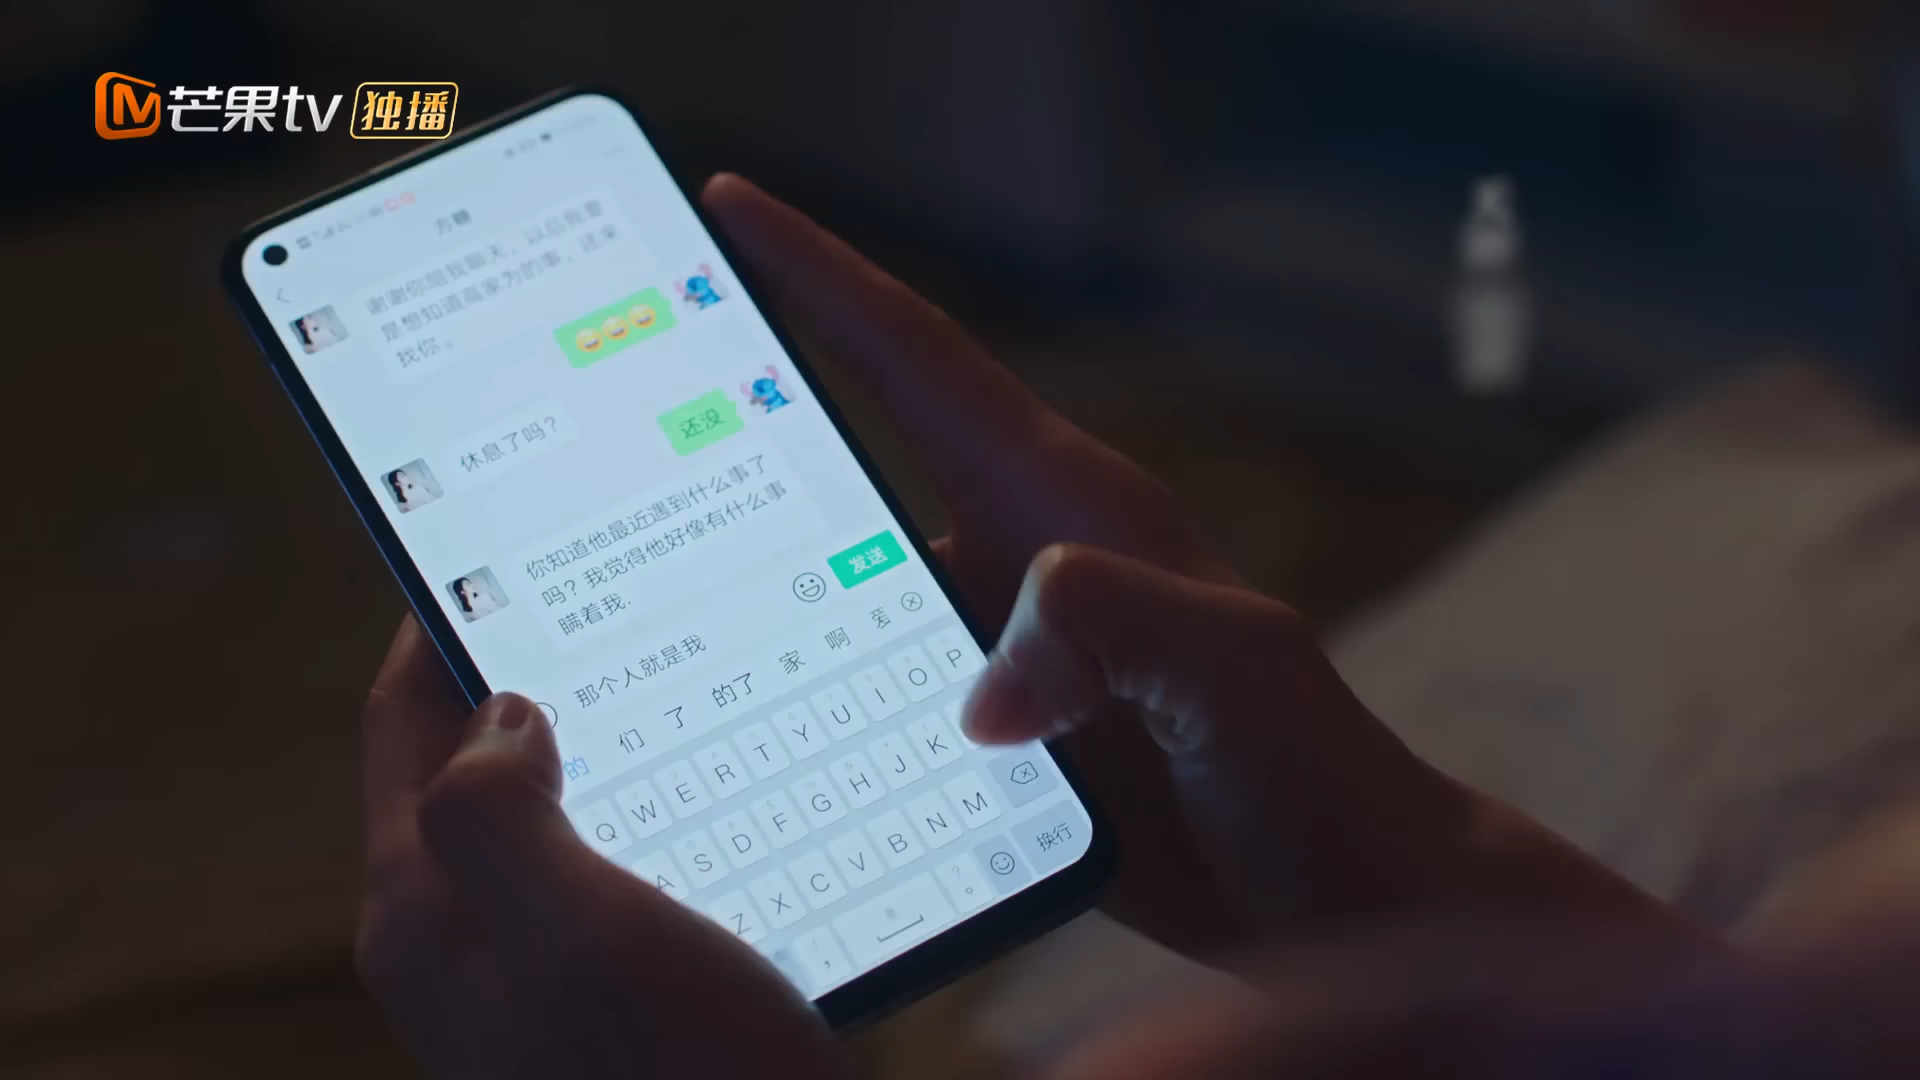 芒果tv 独播
方糖
谢谢你陪我聊天，以后我要
是想知道高家为的事，还来
找你。
还没
休息了吗？
你知道他最近遇到什么事了
吗？我觉得他好像有什么事
瞒着我.
发送
那个人就是我
的 们 了 的了 家 啊 爱
Q W E R T Y U I O P
A S D F G H J K
Z X C V B N M
， 。 ? 换行